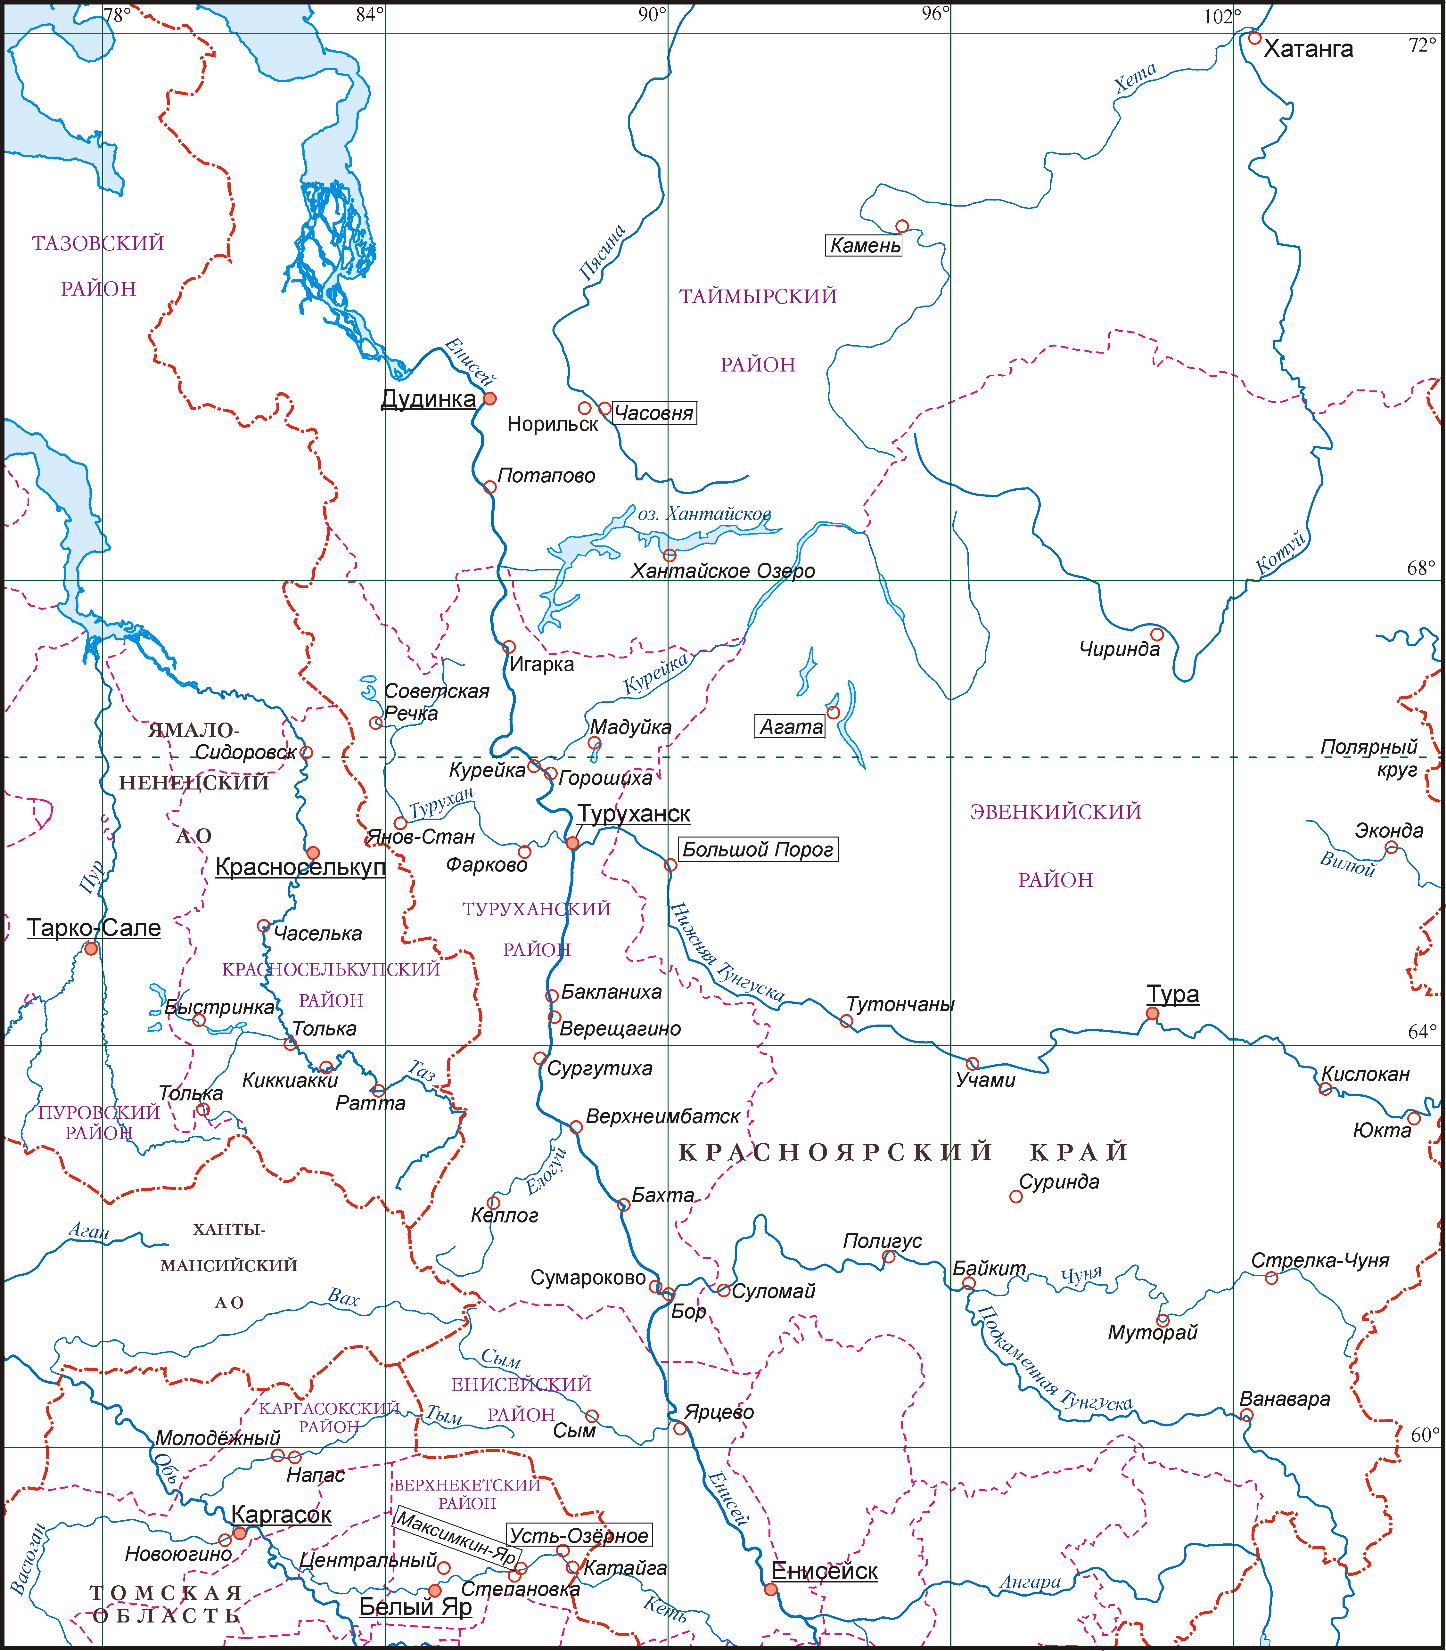 78°
84°
90°
96°
102°
72°
Хатанга
Хета
ТАЗОВСКИЙ
РАЙОН
Пясина
Камень
ТАЙМЫРСКИЙ
РАЙОН
Енисей
Дудинка
Норильск
Часовня
Потапово
оз. Хантайское
Хантайское Озеро
Котуй
68°
Чиринда
Игарка
Курейка
Советская
Речка
Мадуйка
Агата
ЯМАЛО-
НЕНЕЦСКИЙ
АО
Сидоровск
Полярный
круг
Курейка
Горошиха
Турухан
Янов-Стан
Фарково
Туруханск
Большой Порог
ЭВЕНКИЙСКИЙ
РАЙОН
Эконда
Вилюй
Пур
Красноселькуп
ТУРУХАНСКИЙ
РАЙОН
Нижняя Тунгуска
Тарко-Сале
Часелька
КРАСНОСЕЛЬКУПСКИЙ
РАЙОН
Быстринка
Толька
Бакланиха
Верещагино
Тутончаны
Тура
64°
Сургутиха
Учами
Кислокан
Юкта
Киккиакки
Толька
Ратта
Таз
ПУРОВСКИЙ
РАЙОН
Верхнеимбатск
КРАСНОЯРСКИЙ КРАЙ
Елогуй
Келлог
Бахта
Суринда
Аган
ХАНТЫ-
МАНСИЙСКИЙ
АО
Вах
Полигус
Байкит
Чуня
Стрелка-Чуня
Сумароково
Бор
Суломай
Муторай
Подкаменная Тунгуска
Ванавара
Сым
ЕНИСЕЙСКИЙ
РАЙОН
Сым
Ярцево
КАРГАСОКСКИЙ
РАЙОН
Тым
60°
Молодёжный
Напас
Обь
ВЕРХНЕКЕТСКИЙ
РАЙОН
Енисей
Каргасок
Максимкин-Яр
Усть-Озёрное
Васюган
Новоюгино
Центральный
Степановка
Катайга
Енисейск
Ангара
ТОМСКАЯ
ОБЛАСТЬ
Белый Яр
Кеть